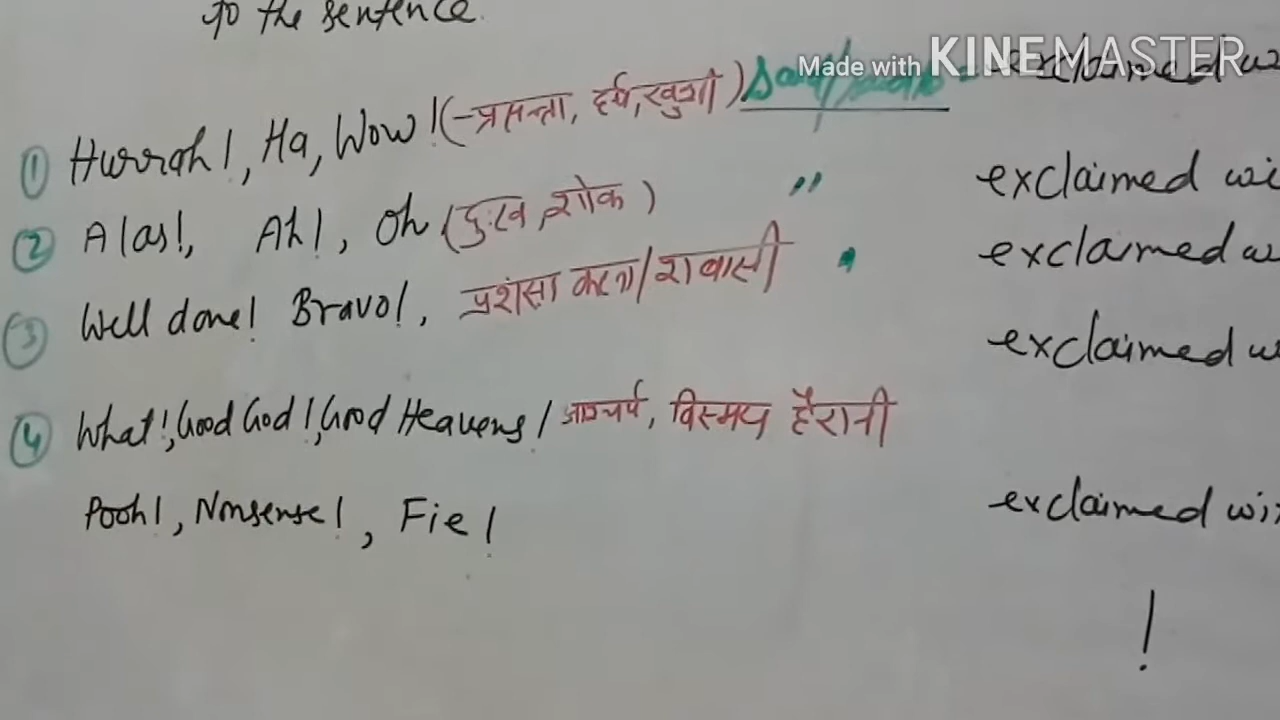 to the sentence
Made with KINEMASTER
① Hurrah!, Ha, Wow! (-प्रसन्ता, हर्ष, खुशी) exclaimed w
② Alas!, Ah!, Oh (दुःख, शोक) " exclaimed wi
③ Well done! Bravo!, प्रशंसा करना/शाबासी exclaimed w
exclaimed w
④ What!, Good God!, Good Heavens! आश्चर्य, विस्मय हैरानी
Pooh!, Nonsense!, Fie! exclaimed wi
!